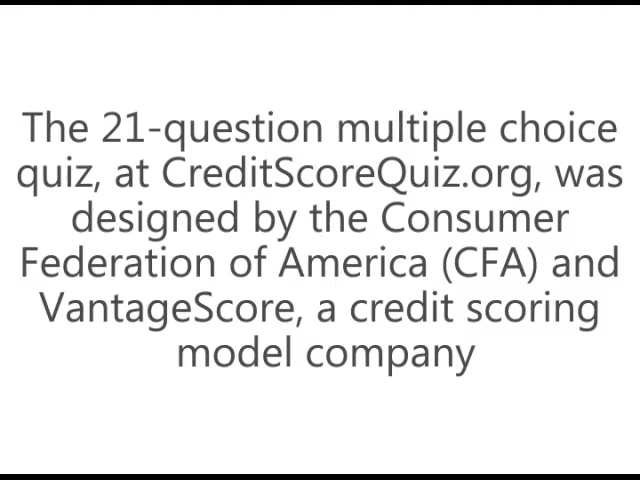 The 21-question multiple choice
quiz, at CreditScoreQuiz.org, was
designed by the Consumer
Federation of America (CFA) and
VantageScore, a credit scoring
model company